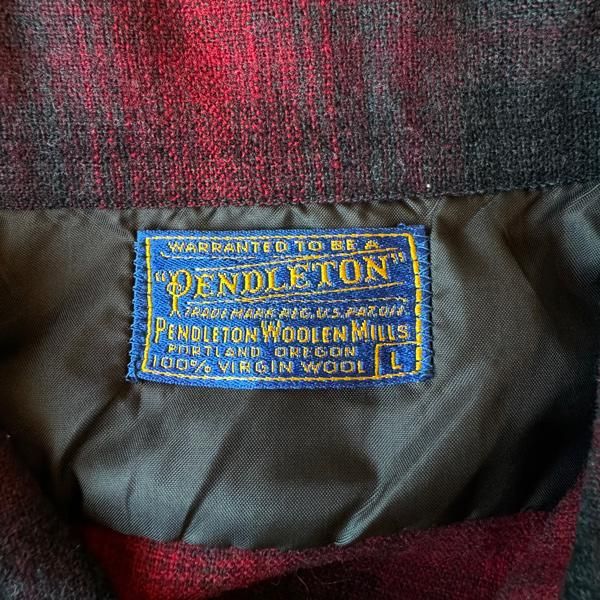 WARRANTED TO BE A
"PENDLETON"
TRADE MARK REG. U.S. PAT. OFF.
PENDLETON WOOLEN MILLS
PORTLAND, OREGON
100% VIRGIN WOOL L